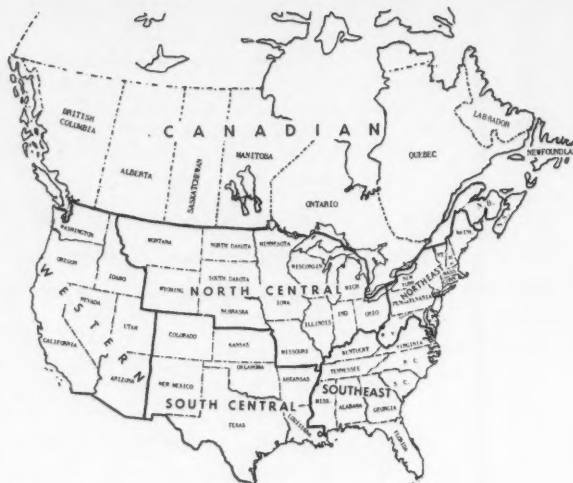 BRITISH
COLUMBIA
ALBERTA
SASKATCHEWAN
MANITOBA
ONTARIO
QUEBEC
LABRADOR
NEWFOUNDLAND
CANADIAN
WASHINGTON
OREGON
IDAHO
NEVADA
CALIFORNIA
UTAH
ARIZONA
WESTERN
MONTANA
NORTH DAKOTA
MINNESOTA
WYOMING
SOUTH DAKOTA
NEBRASKA
WISCONSIN
MICH
IOWA
ILLINOIS
IND
OHIO
MISSOURI
NORTH CENTRAL
COLORADO
KANSAS
NEW MEXICO
OKLAHOMA
ARKANSAS
TEXAS
LOUISIANA
SOUTH CENTRAL
KENTUCKY
VIRGINIA
TENNESSEE
N. C.
S. C.
MISS.
ALABAMA
GEORGIA
FLORIDA
SOUTHEAST
NEW
YORK
PENNSYLVANIA
NORTHEAST